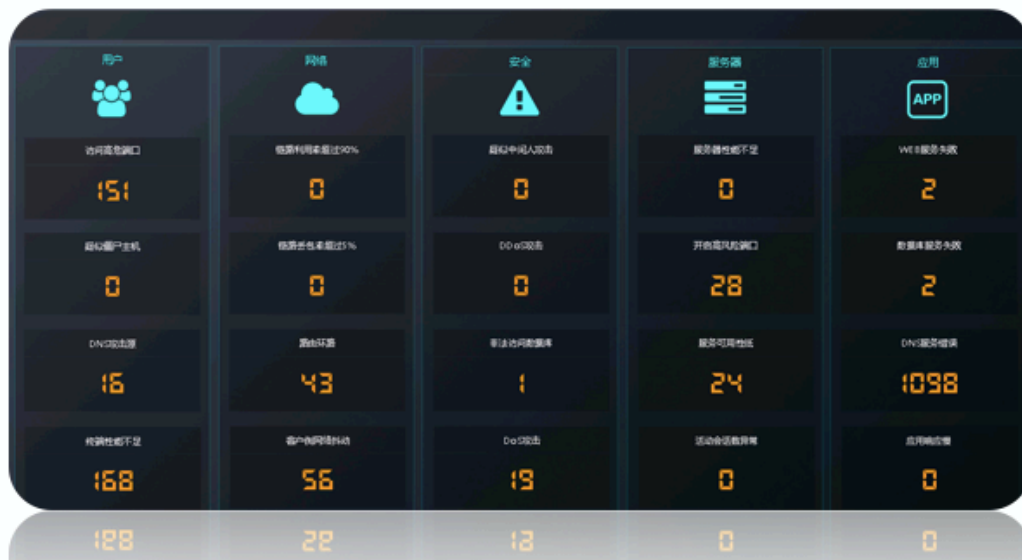 用户 网络 安全 服务器 应用
APP
访问高危端口 链路利用率超过90% 疑似中间人攻击 服务器性能不足 WEB服务失败
151 0 0 0 2
疑似僵尸主机 链路丢包率超过5% DDoS攻击 开启高风险端口 数据库服务失败
0 0 0 28 2
DNS攻击源 路由环路 非法访问数据库 服务可用性低 DNS服务错误
16 43 1 24 1098
终端性能不足 客户侧网络抖动 DoS攻击 活动会话数异常 应用响应慢
168 56 19 0 0